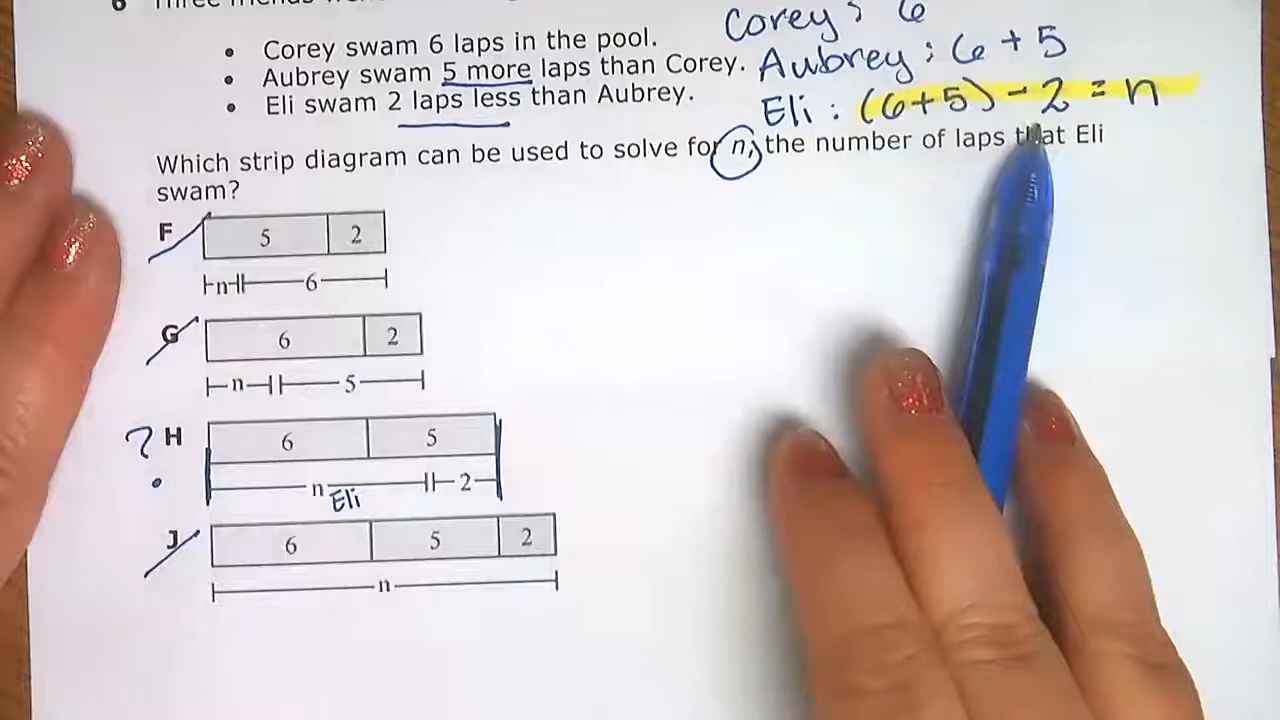 Corey: 6
• Corey swam 6 laps in the pool.
Aubrey: 6+5
• Aubrey swam 5 more laps than Corey.
• Eli swam 2 laps less than Aubrey.
Eli: (6+5)-2=n
Which strip diagram can be used to solve for n, the number of laps that Eli
swam?
F
5 2
n 6
G
6 2
n 5
? H
6 5
n 2
Eli
J
6 5 2
n